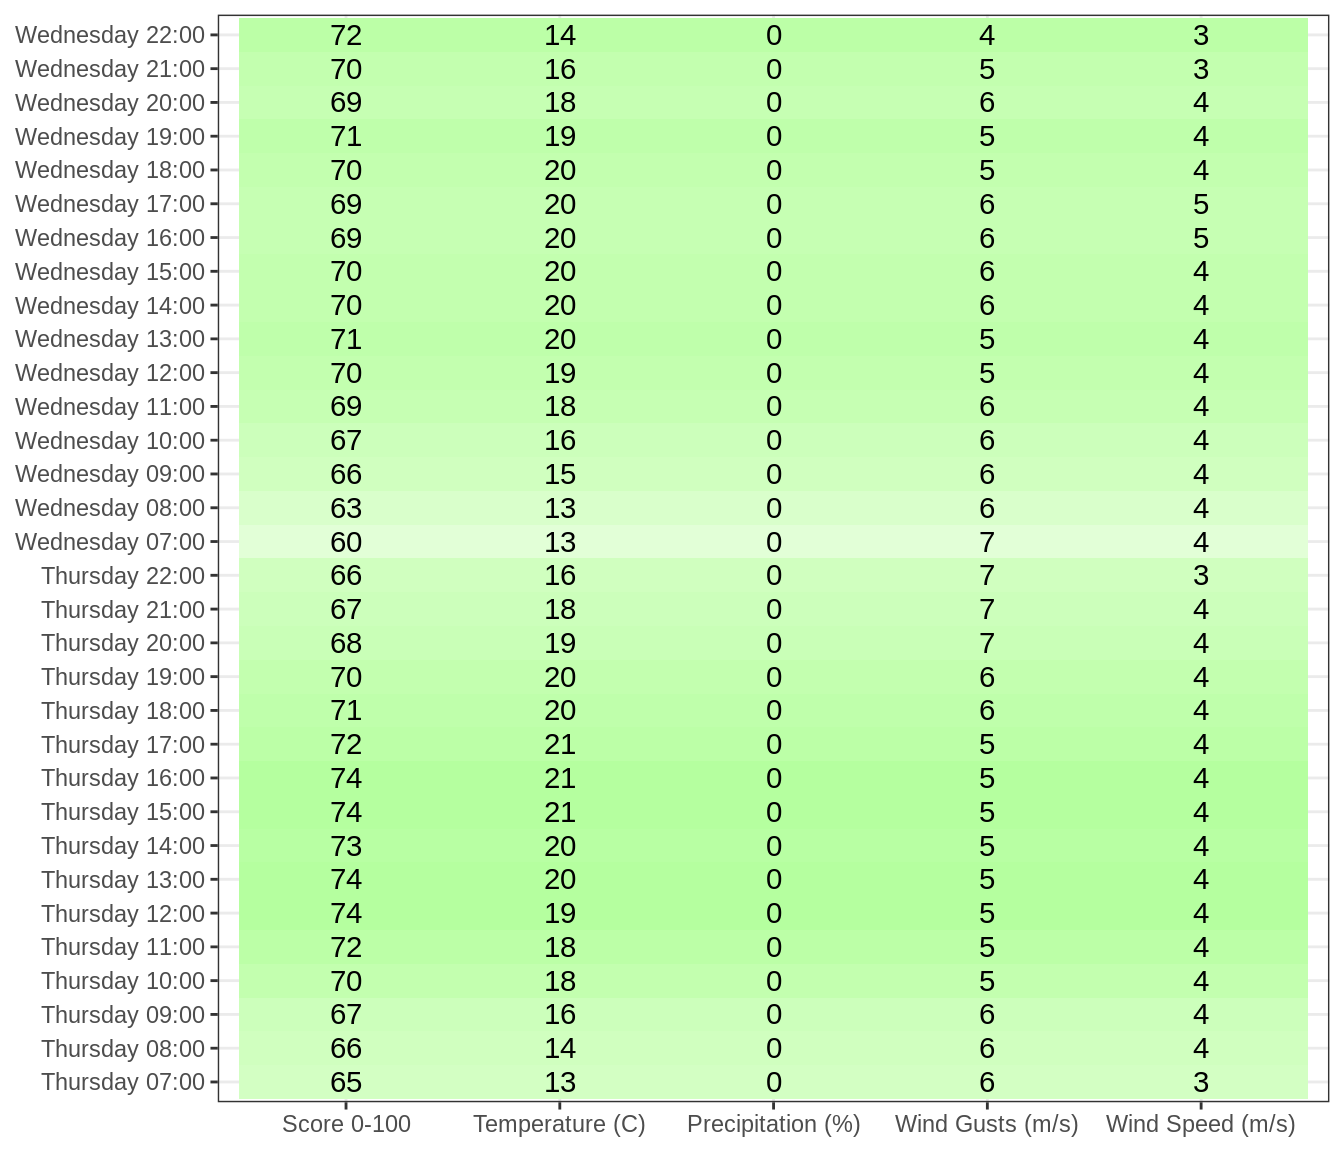 Wednesday 22:00 72 14 0 4 3
Wednesday 21:00 70 16 0 5 3
Wednesday 20:00 69 18 0 6 4
Wednesday 19:00 71 19 0 5 4
Wednesday 18:00 70 20 0 5 4
Wednesday 17:00 69 20 0 6 5
Wednesday 16:00 69 20 0 6 5
Wednesday 15:00 70 20 0 6 4
Wednesday 14:00 70 20 0 6 4
Wednesday 13:00 71 20 0 5 4
Wednesday 12:00 70 19 0 5 4
Wednesday 11:00 69 18 0 6 4
Wednesday 10:00 67 16 0 6 4
Wednesday 09:00 66 15 0 6 4
Wednesday 08:00 63 13 0 6 4
Wednesday 07:00 60 13 0 7 4
Thursday 22:00 66 16 0 7 3
Thursday 21:00 67 18 0 7 4
Thursday 20:00 68 19 0 7 4
Thursday 19:00 70 20 0 6 4
Thursday 18:00 71 20 0 6 4
Thursday 17:00 72 21 0 5 4
Thursday 16:00 74 21 0 5 4
Thursday 15:00 74 21 0 5 4
Thursday 14:00 73 20 0 5 4
Thursday 13:00 74 20 0 5 4
Thursday 12:00 74 19 0 5 4
Thursday 11:00 72 18 0 5 4
Thursday 10:00 70 18 0 5 4
Thursday 09:00 67 16 0 6 4
Thursday 08:00 66 14 0 6 4
Thursday 07:00 65 13 0 6 3
Score 0-100 Temperature (C) Precipitation (%) Wind Gusts (m/s) Wind Speed (m/s)